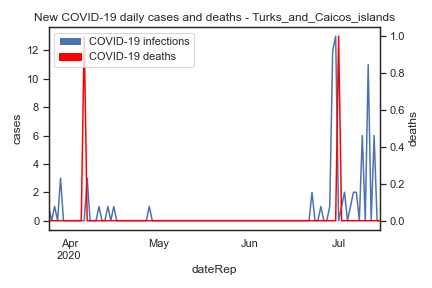 New COVID-19 daily cases and deaths - Turks_and_Caicos_islands
COVID-19 infections
COVID-19 deaths
cases
12
10
8
6
4
2
0
1.0
0.8
0.6
0.4
0.2
0.0
deaths
Apr
2020
May
Jun
Jul
dateRep